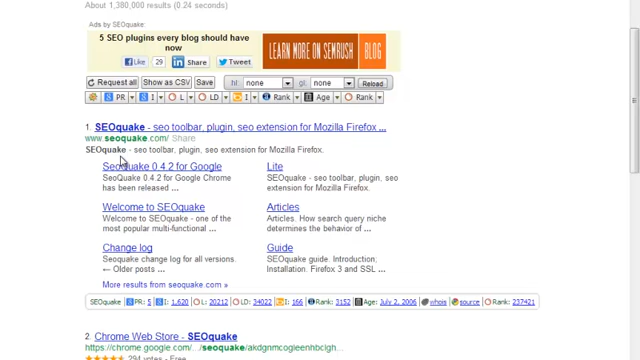 About 1,380,000 results (0.24 seconds)
Ads by SEOquake:
5 SEO plugins every blog should have now
Like 29 Share Tweet
LEARN MORE ON SEMRUSH BLOG
Request all Show as CSV Save hl: none gl: none Reload
PR I L LD I Rank Age Rank
1. SEOquake - seo toolbar, plugin, seo extension for Mozilla Firefox ...
www.seoquake.com/ Share
SEOquake - seo toolbar, plugin, seo extension for Mozilla Firefox.
SeoQuake 0.4.2 for Google
SeoQuake 0.4.2 for Google Chrome
has been released ...
Lite
SEOquake - seo toolbar, plugin, seo
extension for Mozilla Firefox.
Welcome to SEOquake
Welcome to SEOquake - one of the
most popular multi-functional ...
Articles
Articles. How search query niche
determines the behavior of ...
Change log
Seoquake change log for all versions.
← Older posts ...
Guide
SEOquake guide. Introduction;
Installation. Firefox 3 and SSL ...
More results from seoquake.com »
SEOquake PR: 5 I: 1,620 L: 20212 LD: 34022 I: 166 Rank: 3152 Age: July 2, 2006 whois source Rank: 237421
2. Chrome Web Store - SEOquake
https://chrome.google.com/.../seoquake/akdgnmcogleenhbclgh...
294 votes - Free